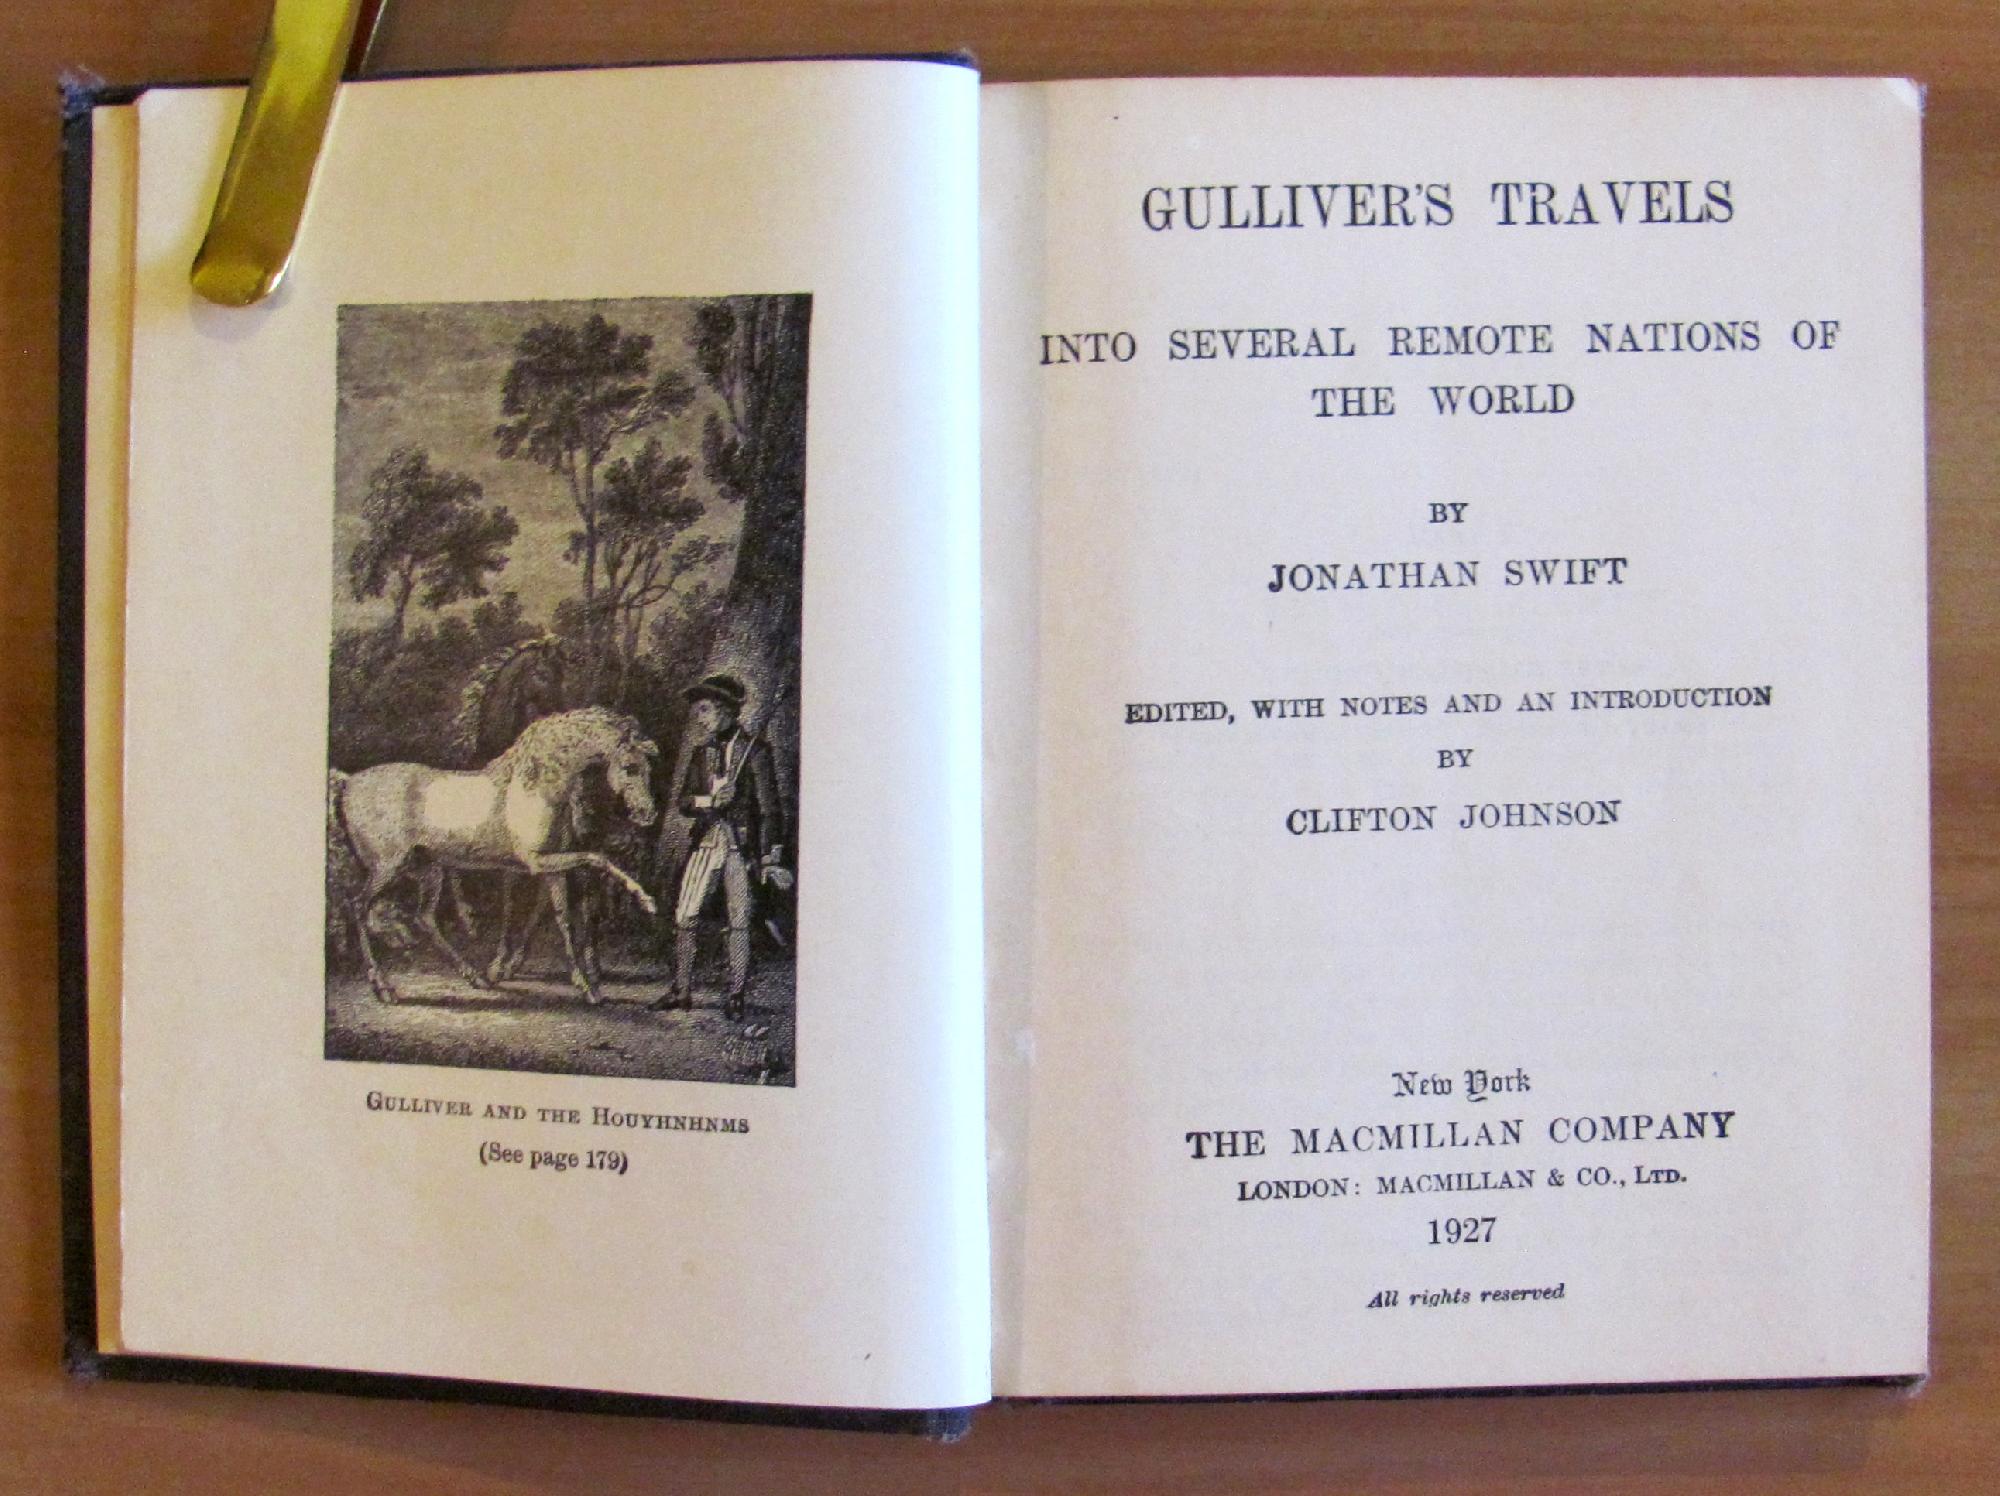 GULLIVER AND THE HOUYHNHNMS
(See page 179)
GULLIVER'S TRAVELS
INTO SEVERAL REMOTE NATIONS OF
THE WORLD
BY
JONATHAN SWIFT
EDITED, WITH NOTES AND AN INTRODUCTION
BY
CLIFTON JOHNSON
New York
THE MACMILLAN COMPANY
LONDON: MACMILLAN & CO., LTD.
1927
All rights reserved